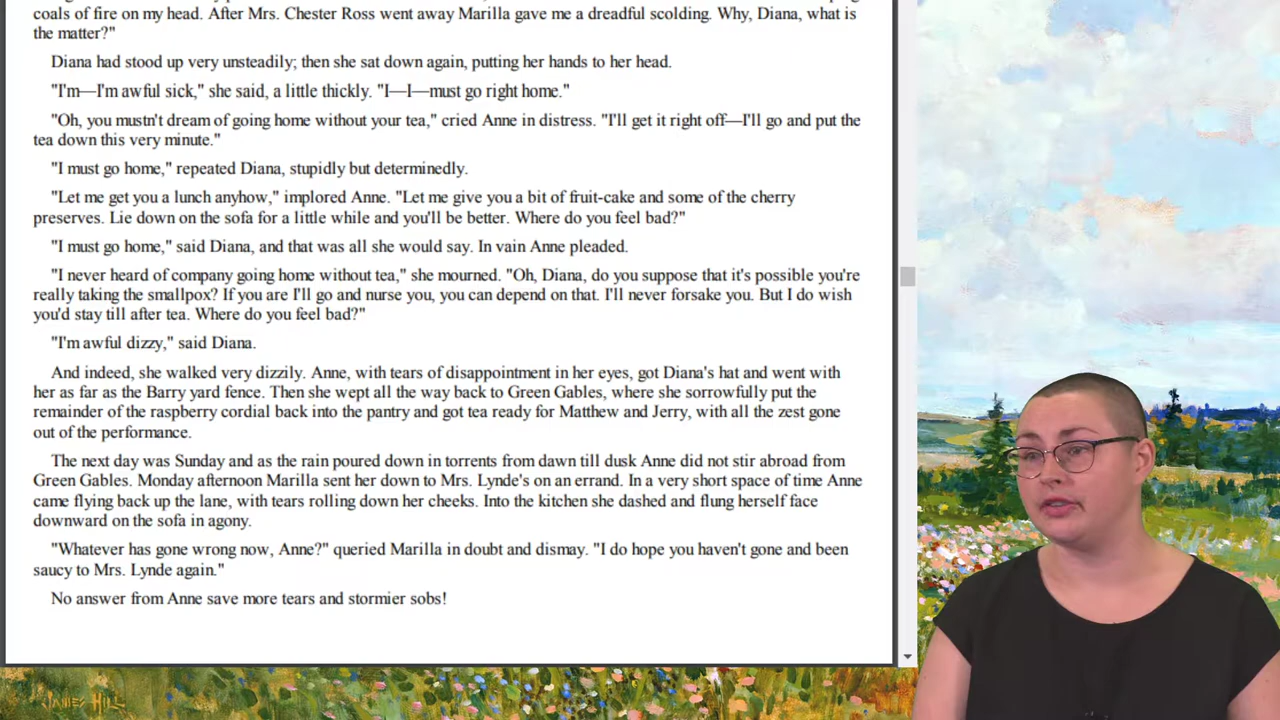 coals of fire on my head. After Mrs. Chester Ross went away Marilla gave me a dreadful scolding. Why, Diana, what is
the matter?"
Diana had stood up very unsteadily; then she sat down again, putting her hands to her head.
"I'm—I'm awful sick," she said, a little thickly. "I—I—must go right home."
"Oh, you mustn't dream of going home without your tea," cried Anne in distress. "I'll get it right off—I'll go and put the
tea down this very minute."
"I must go home," repeated Diana, stupidly but determinedly.
"Let me get you a lunch anyhow," implored Anne. "Let me give you a bit of fruit-cake and some of the cherry
preserves. Lie down on the sofa for a little while and you'll be better. Where do you feel bad?"
"I must go home," said Diana, and that was all she would say. In vain Anne pleaded.
"I never heard of company going home without tea," she mourned. "Oh, Diana, do you suppose that it's possible you're
really taking the smallpox? If you are I'll go and nurse you, you can depend on that. I'll never forsake you. But I do wish
you'd stay till after tea. Where do you feel bad?"
"I'm awful dizzy," said Diana.
And indeed, she walked very dizzily. Anne, with tears of disappointment in her eyes, got Diana's hat and went with
her as far as the Barry yard fence. Then she wept all the way back to Green Gables, where she sorrowfully put the
remainder of the raspberry cordial back into the pantry and got tea ready for Matthew and Jerry, with all the zest gone
out of the performance.
The next day was Sunday and as the rain poured down in torrents from dawn till dusk Anne did not stir abroad from
Green Gables. Monday afternoon Marilla sent her down to Mrs. Lynde's on an errand. In a very short space of time Anne
came flying back up the lane, with tears rolling down her cheeks. Into the kitchen she dashed and flung herself face
downward on the sofa in agony.
"Whatever has gone wrong now, Anne?" queried Marilla in doubt and dismay. "I do hope you haven't gone and been
saucy to Mrs. Lynde again."
No answer from Anne save more tears and stormier sobs!
JAMES HILL